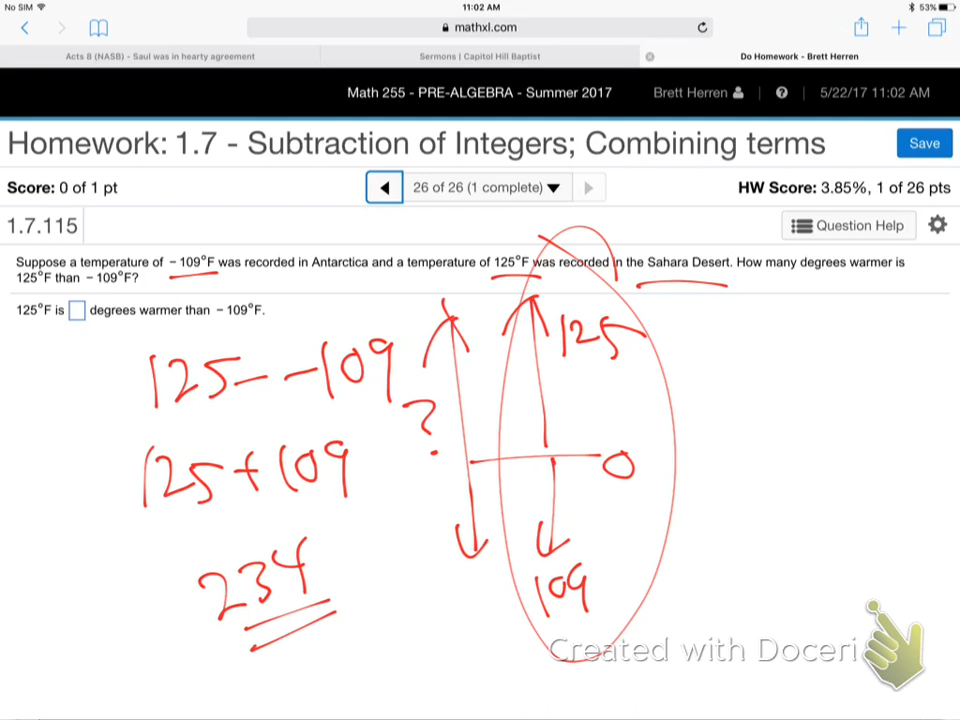 No SIM 11:02 AM 53%
mathxl.com
Acts 8 (NASB) - Saul was in hearty agreement Sermons | Capitol Hill Baptist Do Homework - Brett Herren
Math 255 - PRE-ALGEBRA - Summer 2017 Brett Herren ? 5/22/17 11:02 AM
Homework: 1.7 - Subtraction of Integers; Combining terms Save
Score: 0 of 1 pt 26 of 26 (1 complete) HW Score: 3.85%, 1 of 26 pts
1.7.115 Question Help
Suppose a temperature of − 109°F was recorded in Antarctica and a temperature of 125°F was recorded in the Sahara Desert. How many degrees warmer is
125°F than − 109°F?
125°F is degrees warmer than − 109°F.
125 - -109
125 + 109
234
?
125
0
109
Created with Doceri